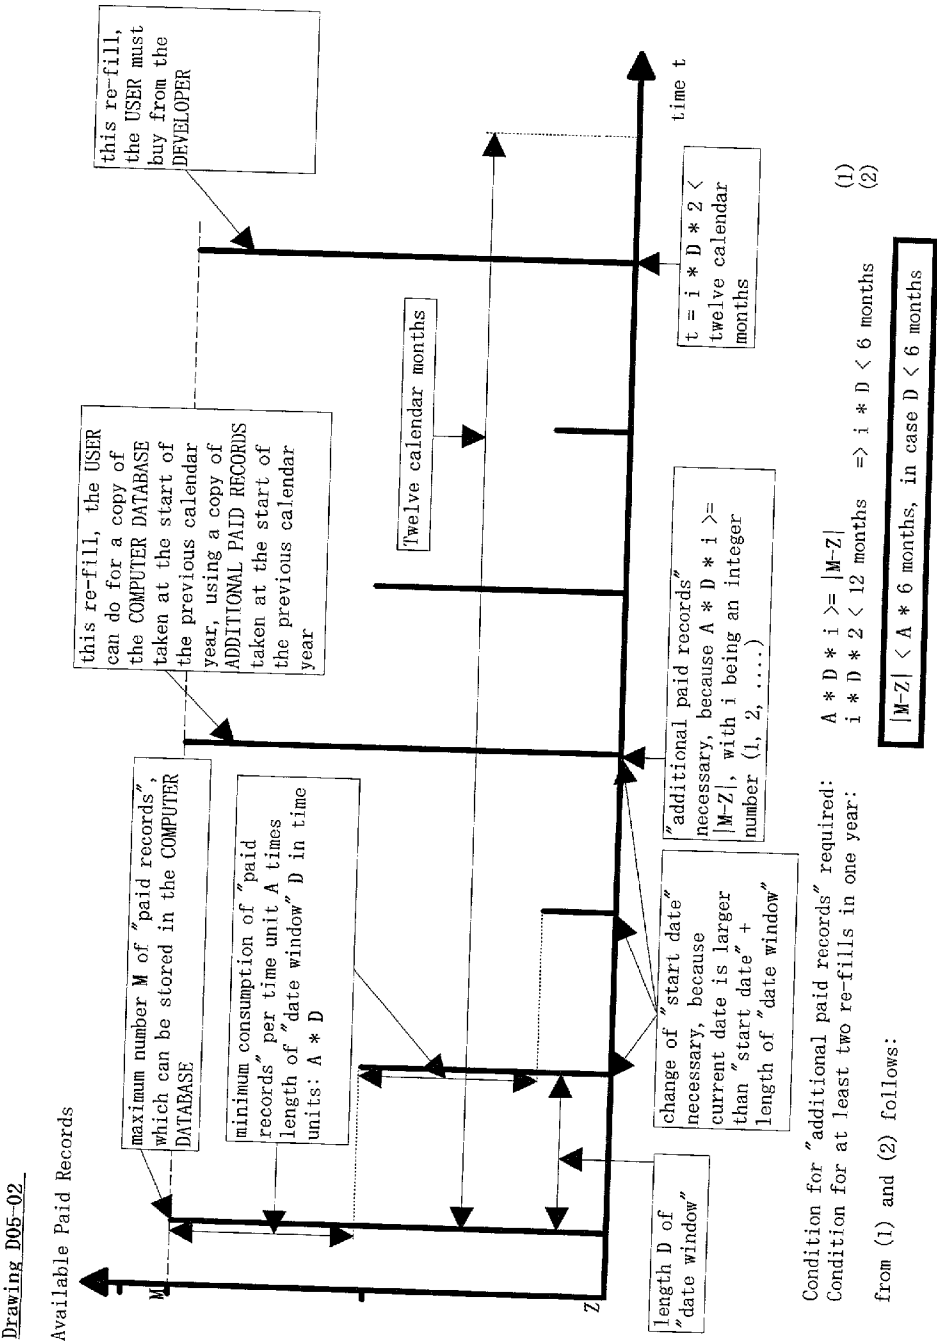 Drawing D05-02
Available Paid Records
M
Z
maximum number M of "paid records",
which can be stored in the COMPUTER
DATABASE
minimum consumption of "paid
records" per time unit A times
length of "date window" D in time
units: A * D
this re-fill, the USER
can do for a copy of
the COMPUTER DATABASE
taken at the start of
the previous calendar
year, using a copy of
ADDITIONAL PAID RECORDS
taken at the start of
the previous calendar
year
this re-fill,
the USER must
buy from the
DEVELOPER
Twelve calendar months
time t
length D of
"date window"
change of "start date"
necessary, because
current date is larger
than "start date" +
length of "date window"
"additional paid records"
necessary, because A * D * i >=
|M-Z|, with i being an integer
number (1, 2, ....)
t = i * D * 2 <
twelve calendar
months
Condition for "additional paid records" required: A * D * i >= |M-Z| (1)
Condition for at least two re-fills in one year: i * D * 2 < 12 months => i * D < 6 months (2)
from (1) and (2) follows: |M-Z| < A * 6 months, in case D < 6 months